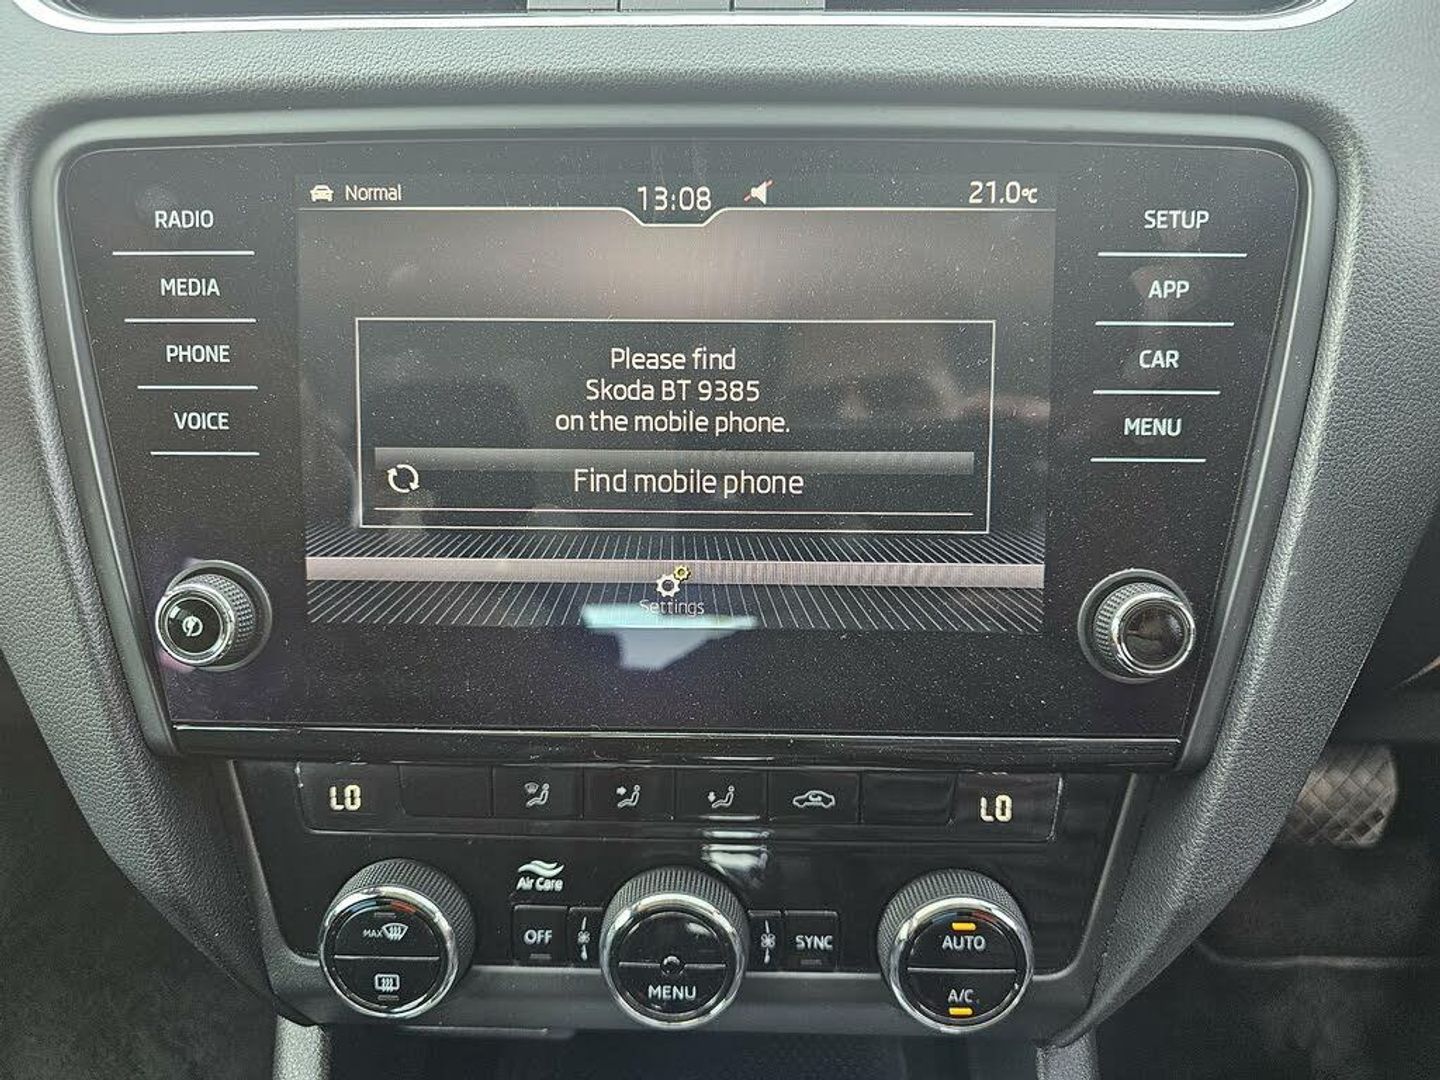 Normal 13:08 21.0°C
RADIO
MEDIA
PHONE
VOICE
SETUP
APP
CAR
MENU
Please find
Skoda BT 9385
on the mobile phone.
Find mobile phone
Settings
LO LO
Air Care
MAX
OFF
MENU
SYNC
AUTO
A/C